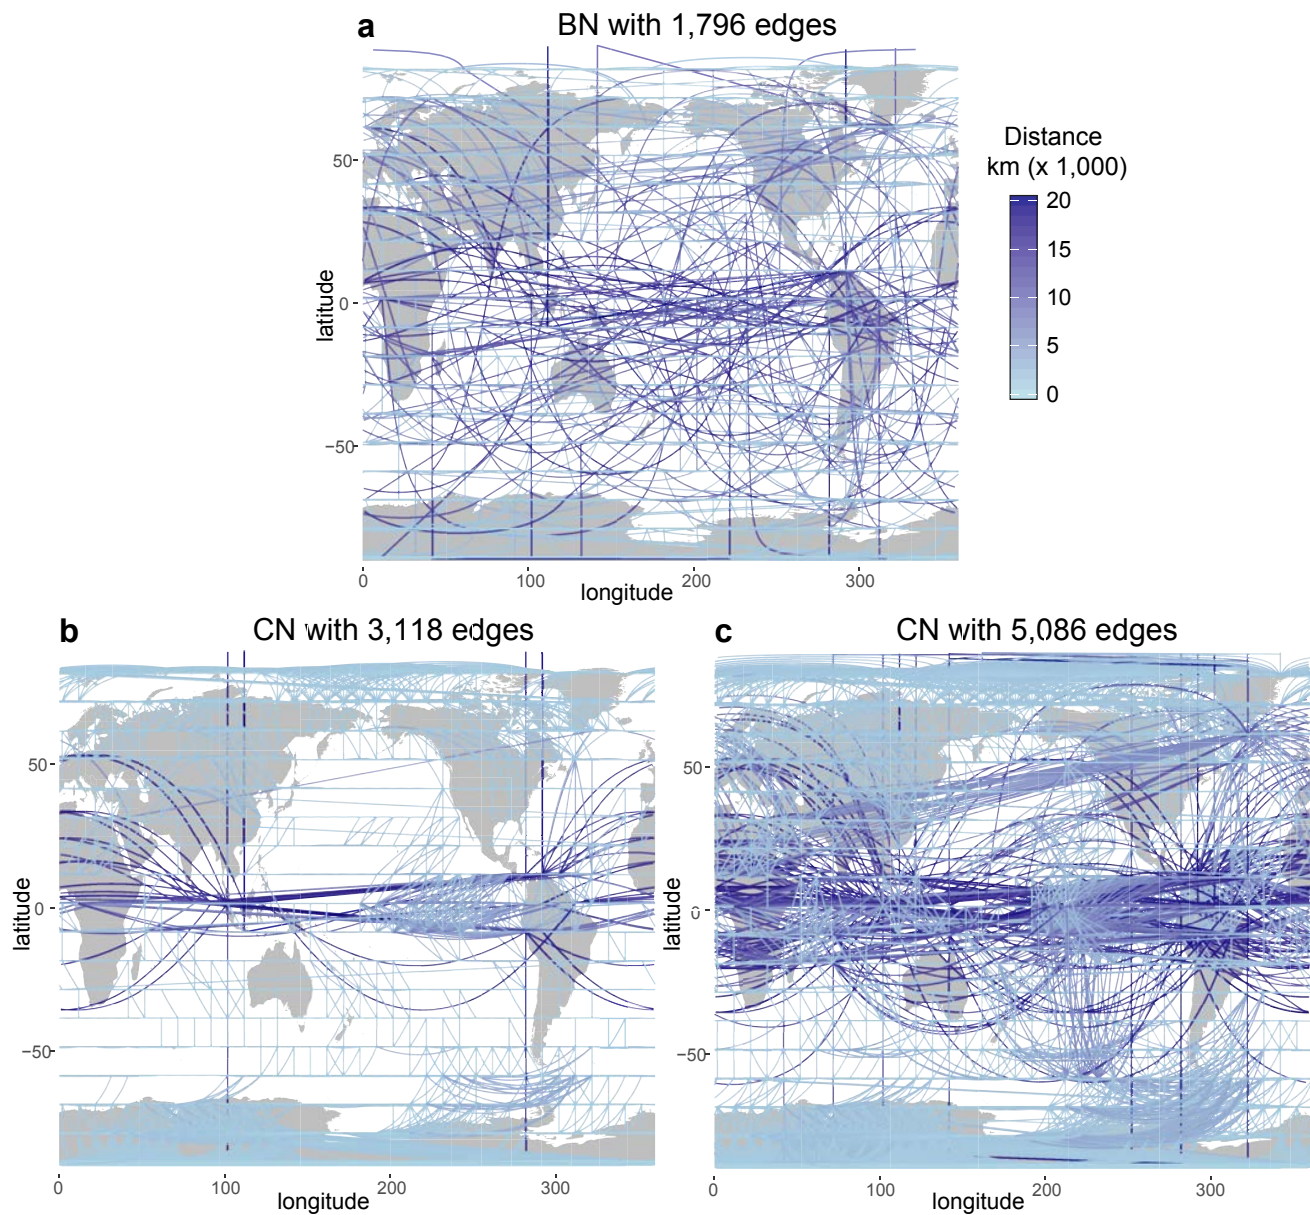 a
BN with 1,796 edges
50
0
−50
latitude
0
100
200
300
longitude
Distance
km (x 1,000)
20
15
10
5
0
b
CN with 3,118 edges
50
0
−50
latitude
0
100
200
300
longitude
c
CN with 5,086 edges
50
0
−50
latitude
0
100
200
300
longitude